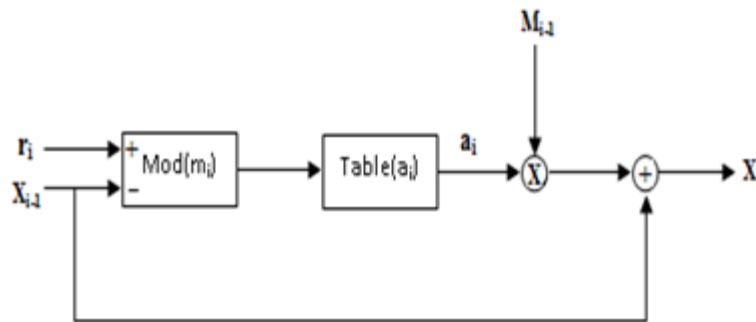 Mᵢ₋₁
rᵢ
+
Mod(mᵢ)
Table(aᵢ)
aᵢ
X
+
X
Xᵢ₋₁
−